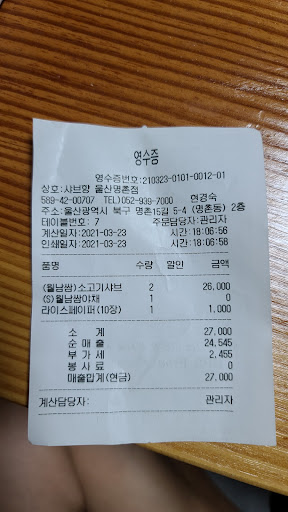 영수증
영수증번호:210323-0101-0012-01
상호:샤브향 울산명촌점
589-42-00707 TEL)052-939-7000 현경숙
주소:울산광역시 북구 명촌15길 5-4 (명촌동) 2층
테이블번호: 7 주문담당자:관리자
계산일자:2021-03-23 시간:18:06:56
인쇄일자:2021-03-23 시간:18:06:58
품명 수량 할인 금액
(월남쌈)소고기샤브 2 26,000
(S)월남쌈야채 1 0
라이스페이퍼(10장) 1 1,000
소 계 27,000
순 매 출 24,545
부 가 세 2,455
봉 사 료 0
매출합계(현금) 27,000
계산담당자: 관리자